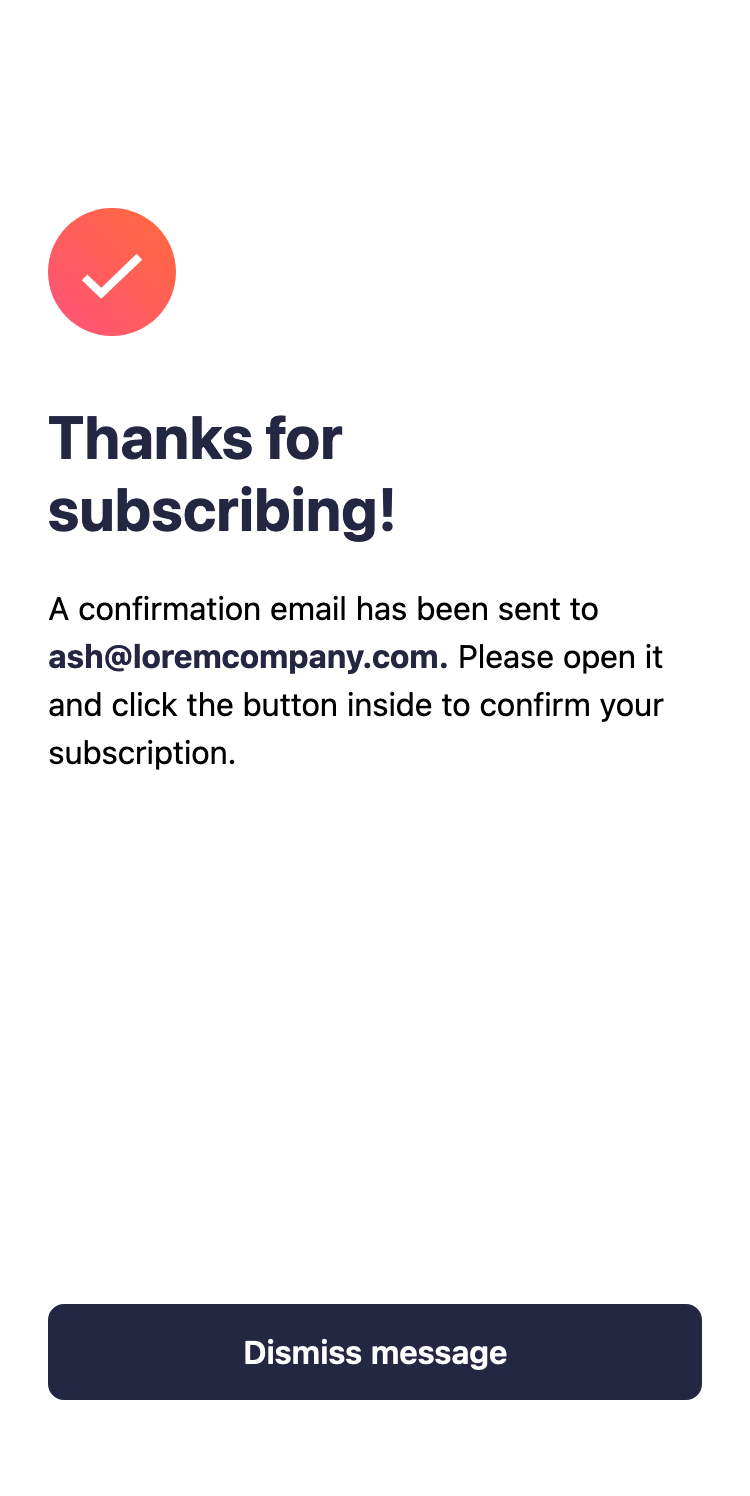 Thanks for
subscribing!
A confirmation email has been sent to
ash@loremcompany.com. Please open it
and click the button inside to confirm your
subscription.
Dismiss message